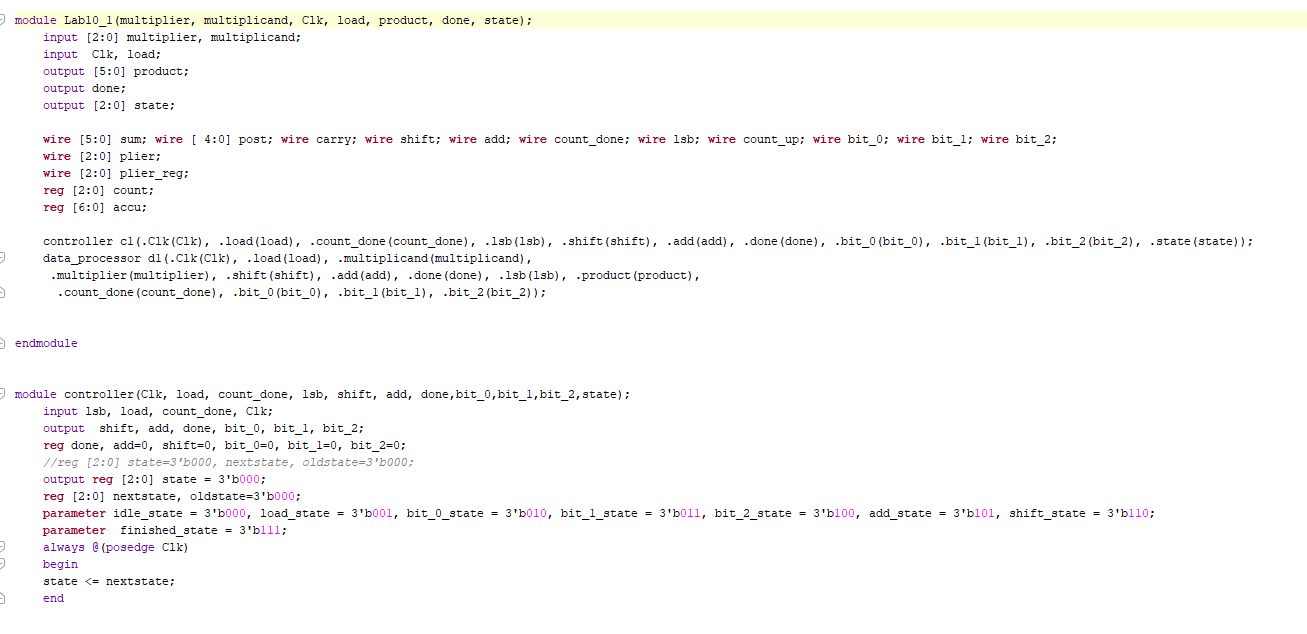 module Lab10_1(multiplier, multiplicand, Clk, load, product, done, state);
input [2:0] multiplier, multiplicand;
input  Clk, load;
output [5:0] product;
output done;
output [2:0] state;
wire [5:0] sum; wire [ 4:0] post; wire carry; wire shift; wire add; wire count_done; wire lsb; wire count_up; wire bit_0; wire bit_1; wire bit_2;
wire [2:0] plier;
wire [2:0] plier_reg;
reg [2:0] count;
reg [6:0] accu;
controller c1(.Clk(Clk), .load(load), .count_done(count_done), .lsb(lsb), .shift(shift), .add(add), .done(done), .bit_0(bit_0), .bit_1(bit_1), .bit_2(bit_2), .state(state));
data_processor d1(.Clk(Clk), .load(load), .multiplicand(multiplicand),
.multiplier(multiplier), .shift(shift), .add(add), .done(done), .lsb(lsb), .product(product),
.count_done(count_done), .bit_0(bit_0), .bit_1(bit_1), .bit_2(bit_2));
endmodule
module controller(Clk, load, count_done, lsb, shift, add, done,bit_0,bit_1,bit_2,state);
input lsb, load, count_done, Clk;
output  shift, add, done, bit_0, bit_1, bit_2;
reg done, add=0, shift=0, bit_0=0, bit_1=0, bit_2=0;
//reg [2:0] state=3'b000, nextstate, oldstate=3'b000;
output reg [2:0] state = 3'b000;
reg [2:0] nextstate, oldstate=3'b000;
parameter idle_state = 3'b000, load_state = 3'b001, bit_0_state = 3'b010, bit_1_state = 3'b011, bit_2_state = 3'b100, add_state = 3'b101, shift_state = 3'b110;
parameter  finished_state = 3'b111;
always @(posedge Clk)
begin
state <= nextstate;
end